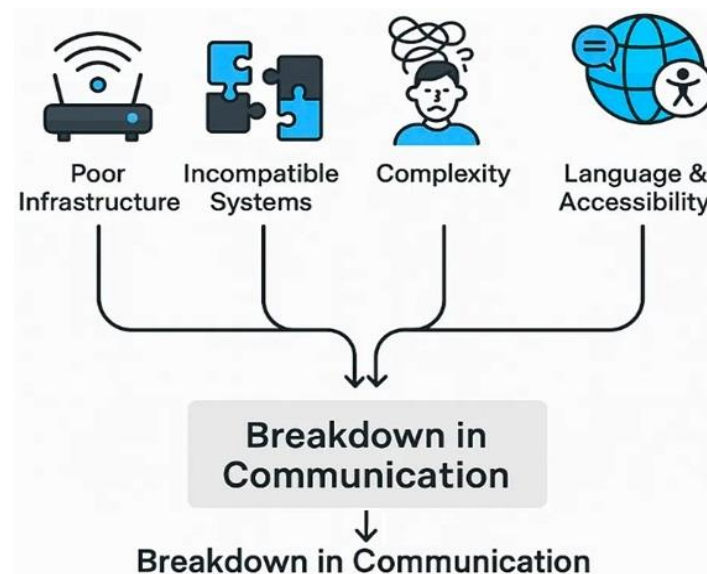 Poor
Infrastructure
Incompatible
Systems
Complexity
Language &
Accessibility
Breakdown in
Communication
Breakdown in Communication